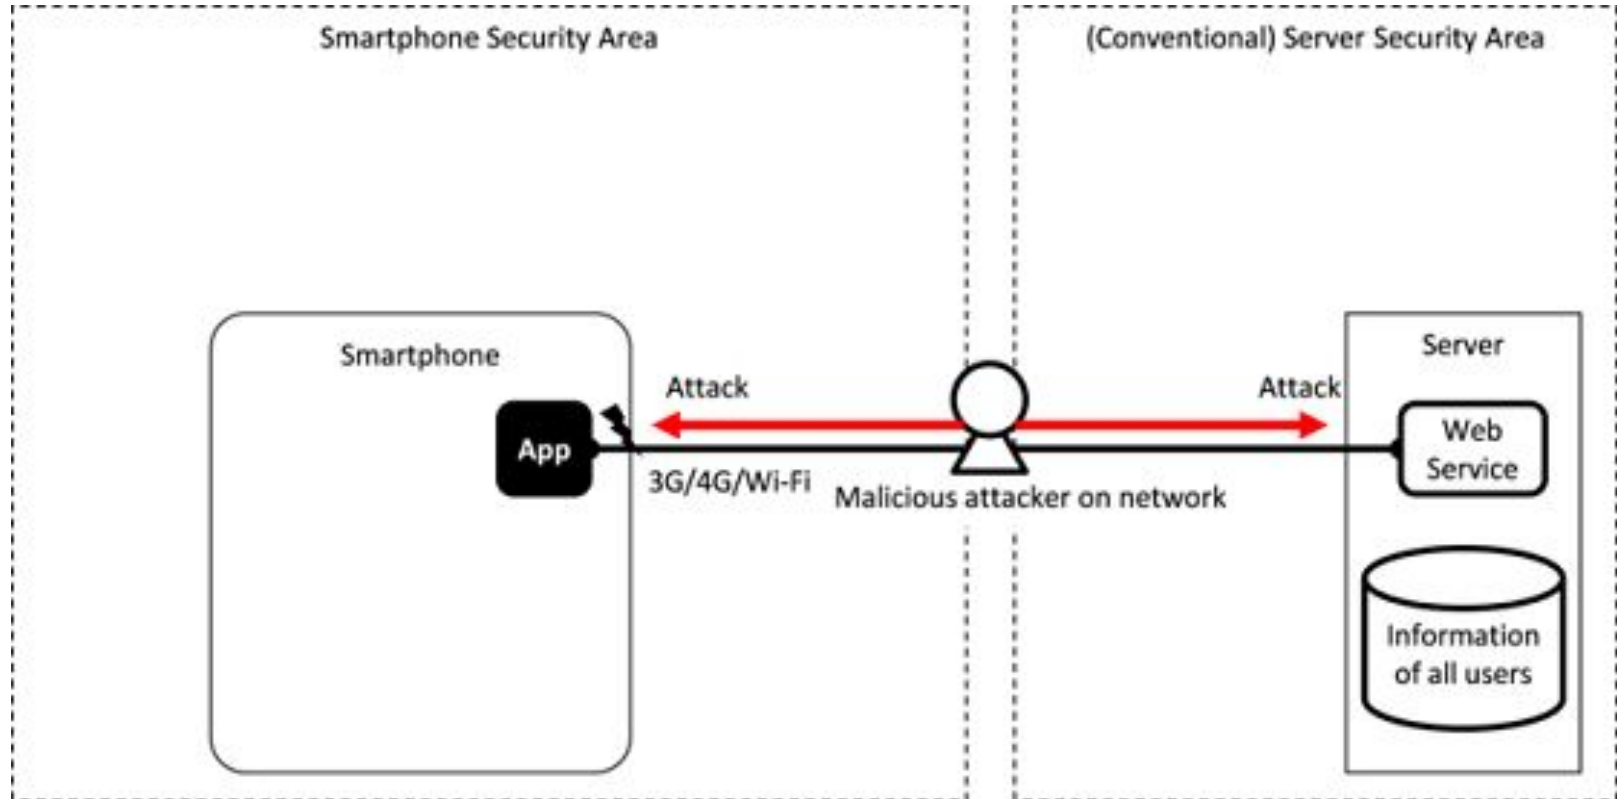 Smartphone Security Area
(Conventional) Server Security Area
Smartphone
Server
Attack
Attack
App
Web
Service
3G/4G/Wi-Fi
Malicious attacker on network
Information
of all users